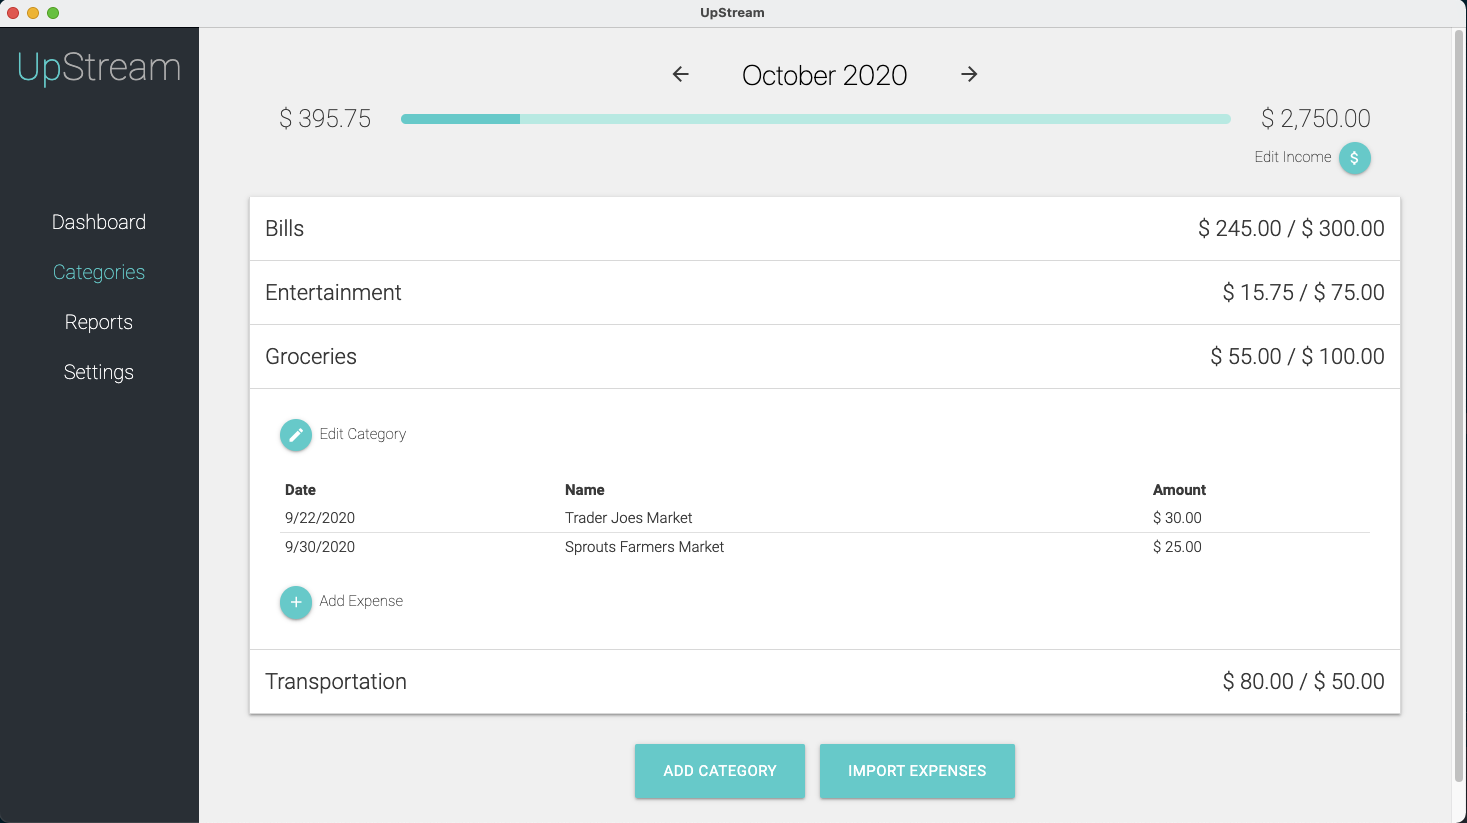 UpStream
UpStream
Dashboard
Categories
Reports
Settings
October 2020
$ 395.75
$ 2,750.00
Edit Income $
Bills $ 245.00 / $ 300.00
Entertainment $ 15.75 / $ 75.00
Groceries $ 55.00 / $ 100.00
Edit Category
Date Name Amount
9/22/2020 Trader Joes Market $ 30.00
9/30/2020 Sprouts Farmers Market $ 25.00
Add Expense
Transportation $ 80.00 / $ 50.00
ADD CATEGORY IMPORT EXPENSES